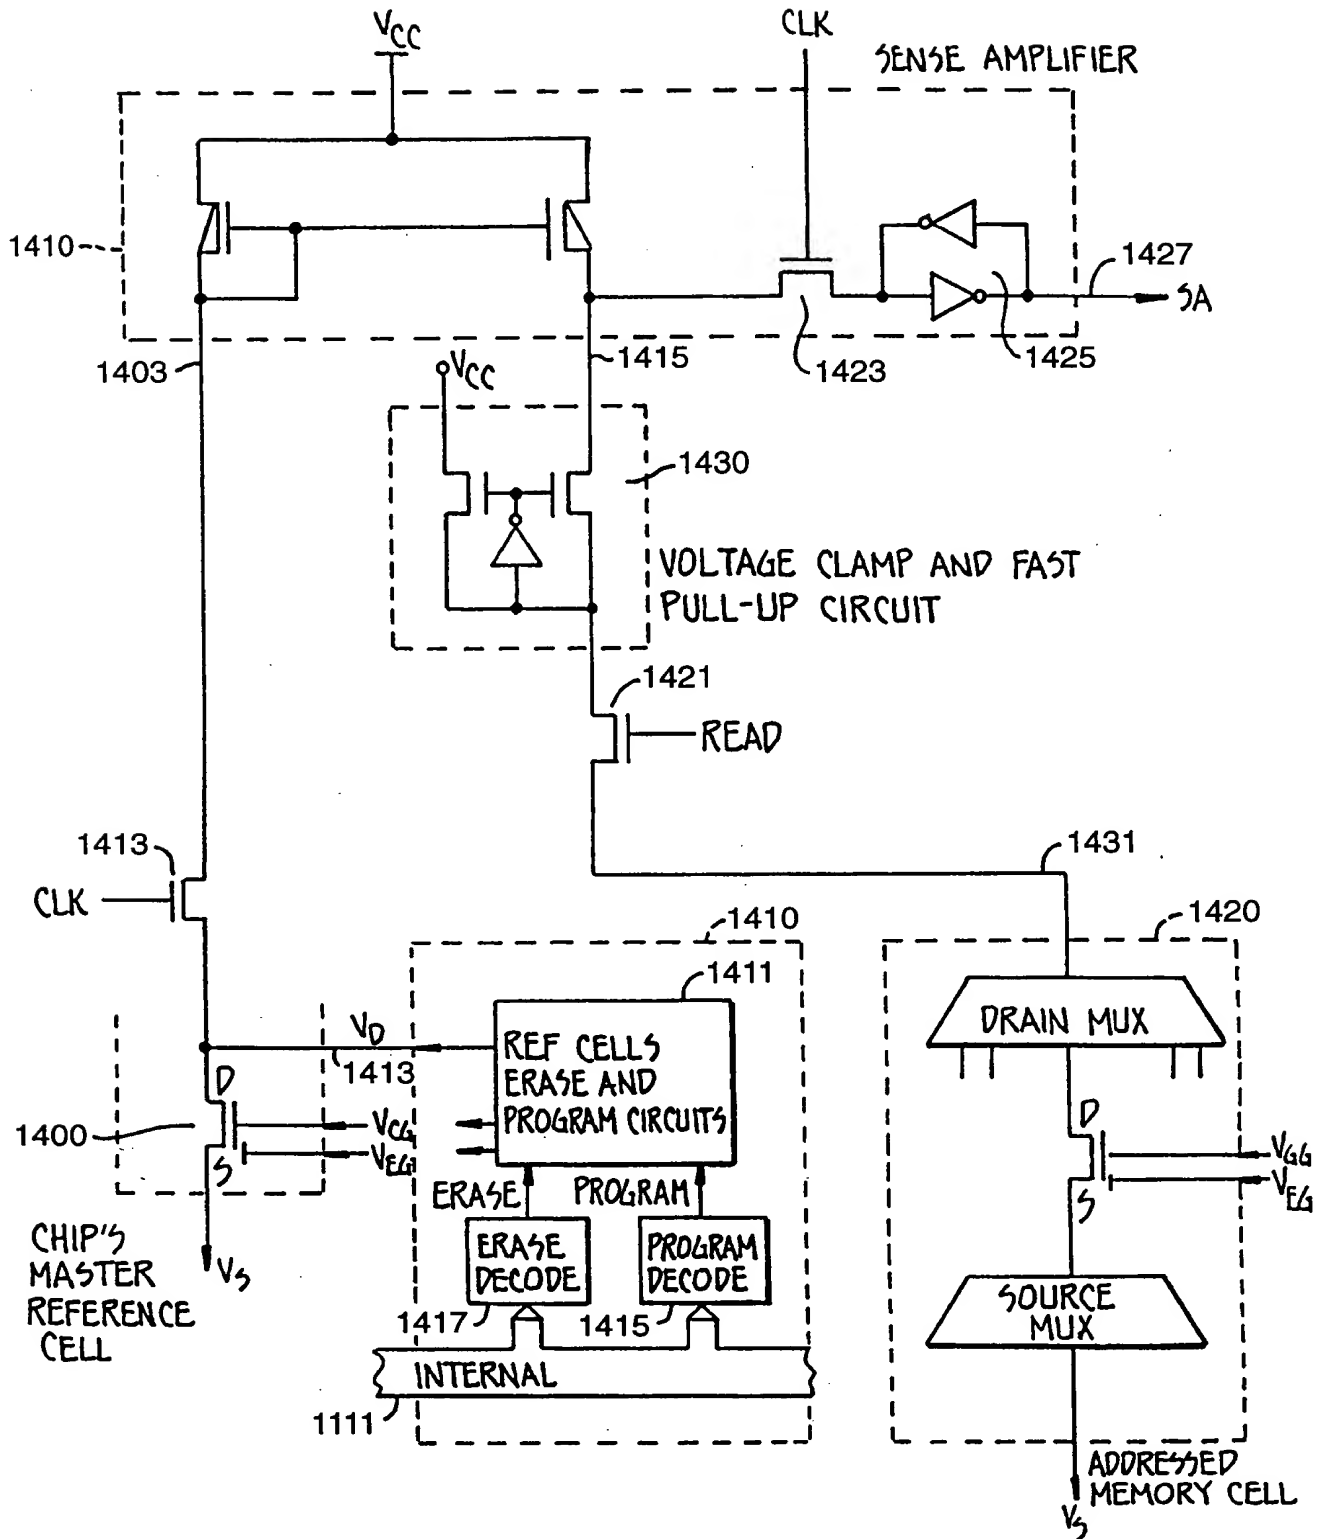 VCC
CLK
SENSE AMPLIFIER
1410
1427
SA
1403
1415
1423
1425
VCC
1430
VOLTAGE CLAMP AND FAST
PULL-UP CIRCUIT
1421
READ
1413
CLK
1431
1410
1420
1411
DRAIN MUX
VD
1413
REF CELLS
ERASE AND
PROGRAM CIRCUITS
D
1400
VCG
VEG
S
D
VGG
VEG
S
ERASE
PROGRAM
ERASE
DECODE
PROGRAM
DECODE
CHIP'S
MASTER
REFERENCE
CELL
VS
1417
1415
SOURCE
MUX
INTERNAL
1111
ADDRESSED
MEMORY CELL
VS